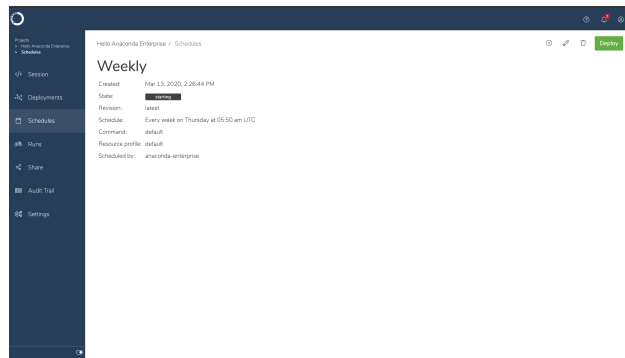 Projects
> Hello Anaconda Enterprise
> Schedules
Session
Deployments
Schedules
Runs
Share
Audit Trail
Settings
Hello Anaconda Enterprise / Schedules
Deploy
Weekly
Created: Mar 13, 2020, 2:26:44 PM
State: starting
Revision: latest
Schedule: Every week on Thursday at 05:50 am UTC
Command: default
Resource profile: default
Scheduled by: anaconda-enterprise